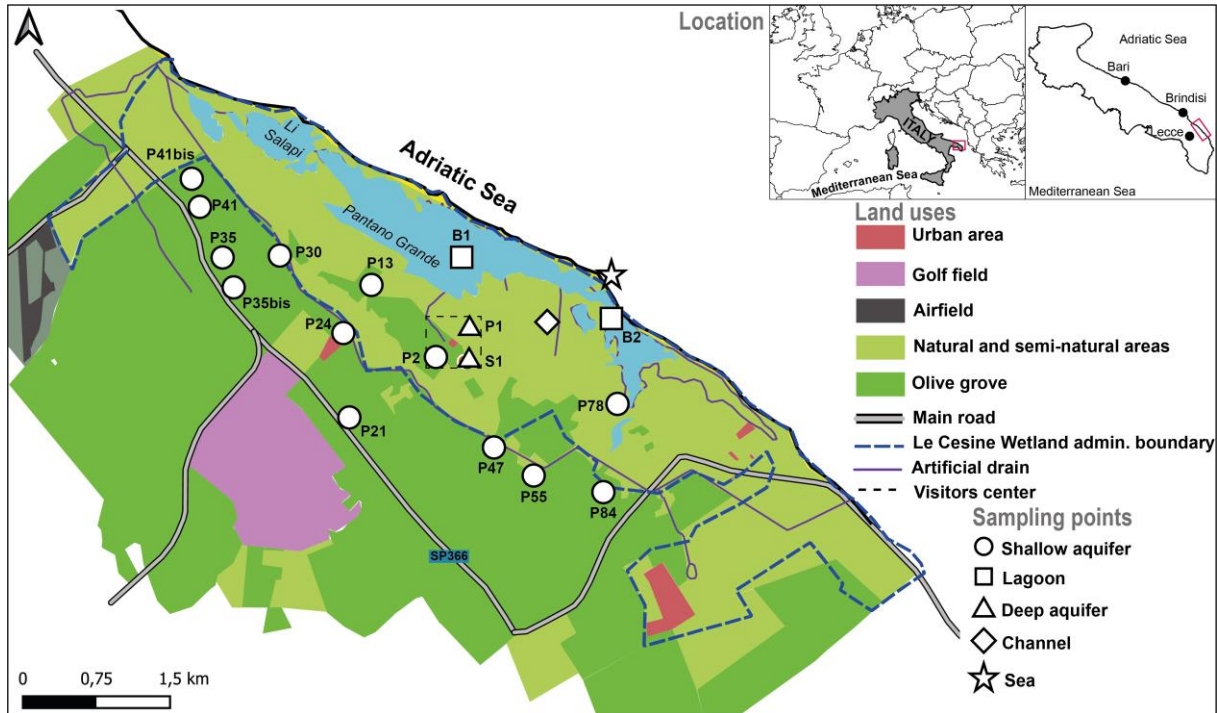 Location
ITALY
Mediterranean Sea
Adriatic Sea
Bari
Brindisi
Lecce
Mediterranean Sea
Adriatic Sea
Li
Salapi
Pantano Grande
P41bis
P41
P35
P30
P35bis
P13
B1
P24
P1
P2
S1
B2
P78
P21
P47
P55
P84
SP366
Land uses
Urban area
Golf field
Airfield
Natural and semi-natural areas
Olive grove
Main road
Le Cesine Wetland admin. boundary
Artificial drain
Visitors center
Sampling points
Shallow aquifer
Lagoon
Deep aquifer
Channel
Sea
0 0,75 1,5 km